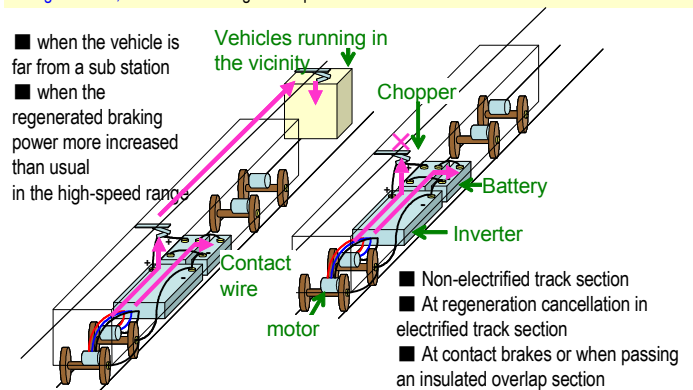 ■ when the vehicle is
far from a sub station
■ when the
regenerated braking
power more increased
than usual
in the high-speed range
Vehicles running in
the vicinity
Chopper
Battery
Inverter
Contact
wire
motor
■ Non-electrified track section
■ At regeneration cancellation in
electrified track section
■ At contact brakes or when passing
an insulated overlap section